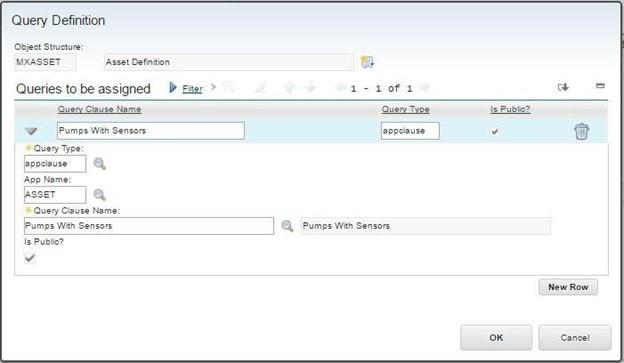 Query Definition
Object Structure:
MXASSET Asset Definition
Queries to be assigned Filter 1 - 1 of 1
Query Clause Name Query Type Is Public?
Pumps With Sensors appclause
Query Type:
appclause
App Name:
ASSET
Query Clause Name:
Pumps With Sensors Pumps With Sensors
Is Public?
New Row
OK Cancel